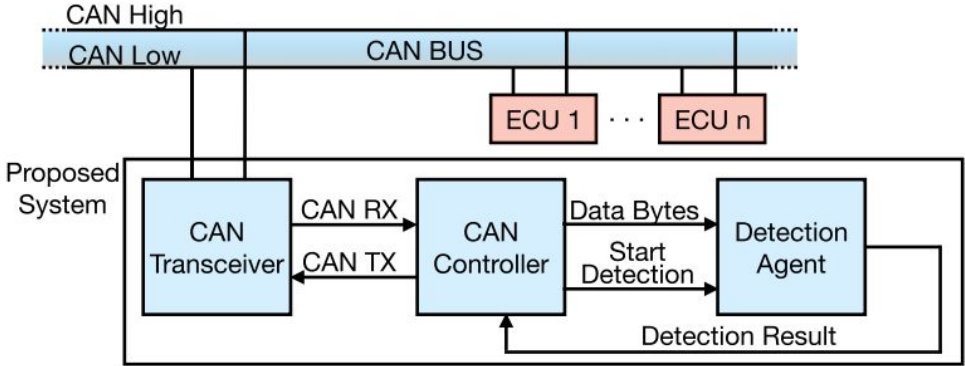 CAN High
CAN Low
CAN BUS
ECU 1
· · ·
ECU n
Proposed
System
CAN
Transceiver
CAN RX
CAN TX
CAN
Controller
Data Bytes
Start
Detection
Detection
Agent
Detection Result